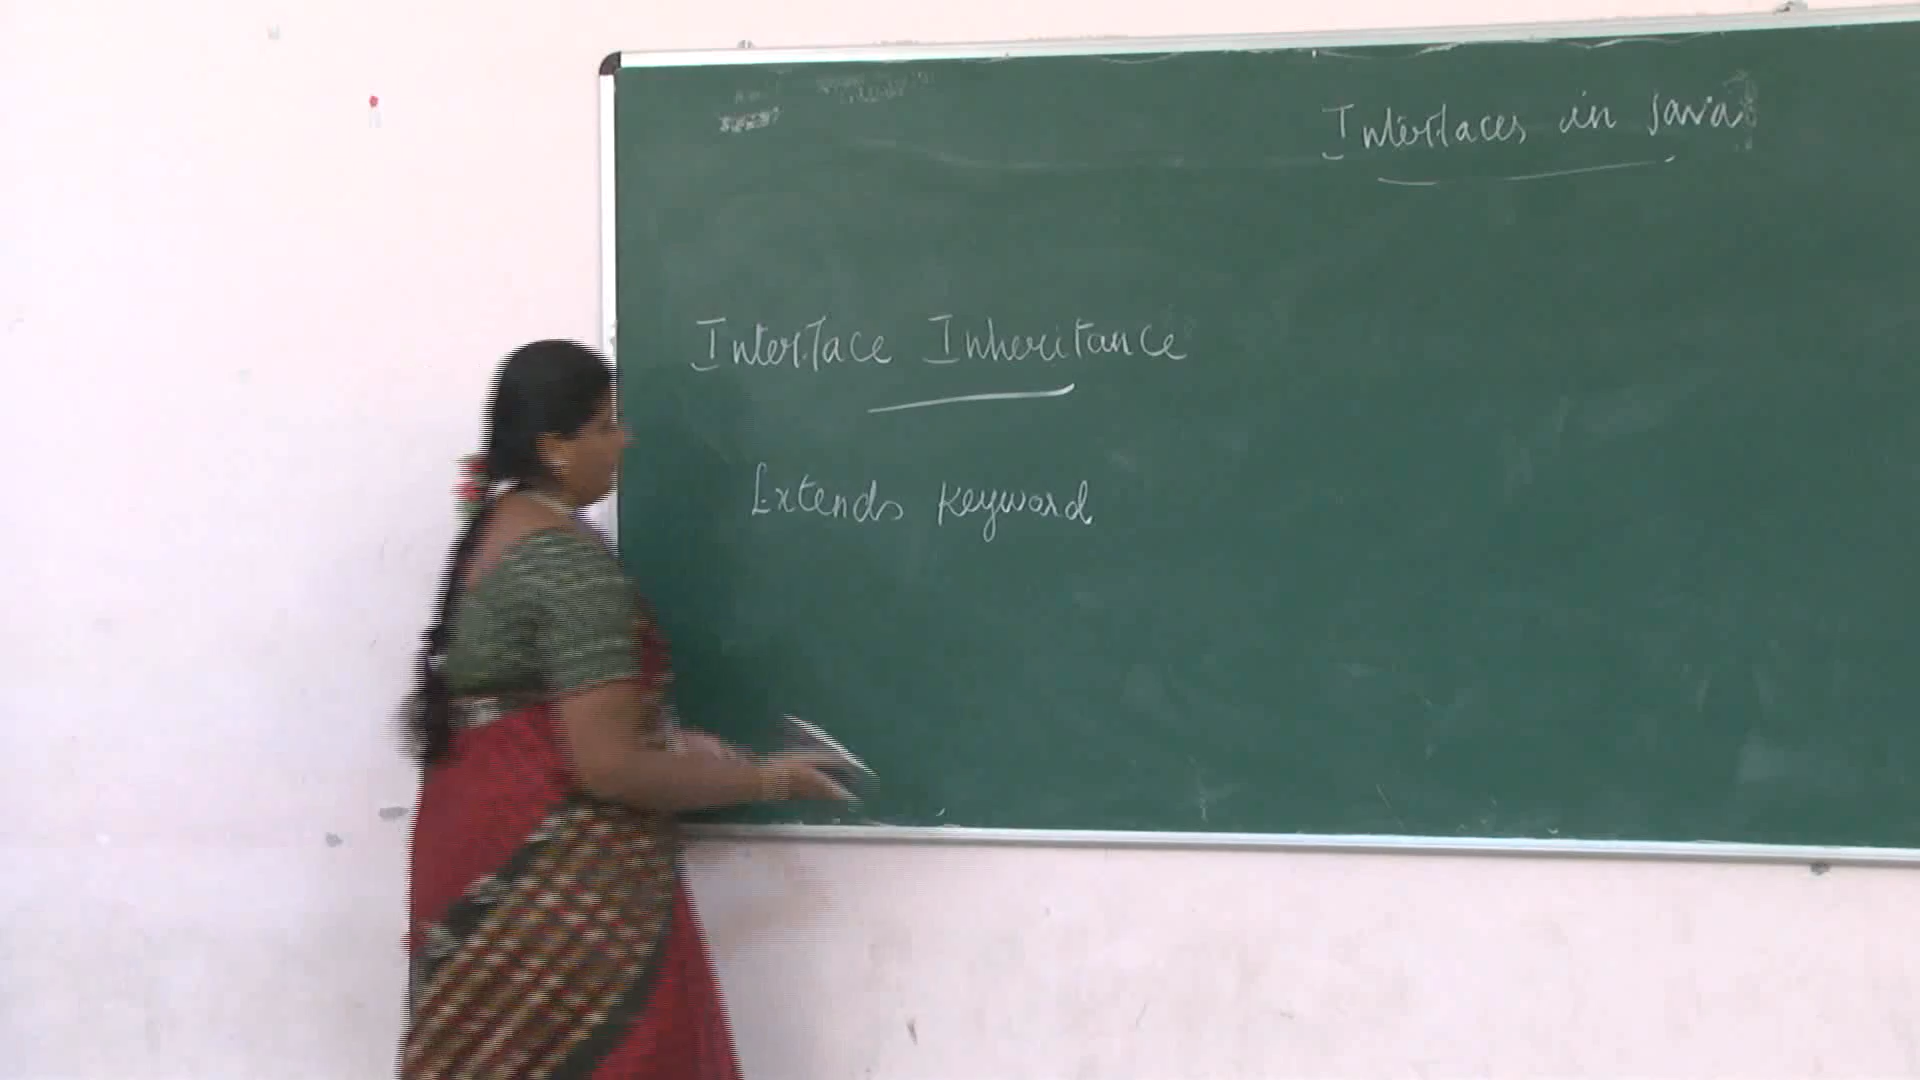 Interfaces in Java
Interface Inheritance
Extends keyword